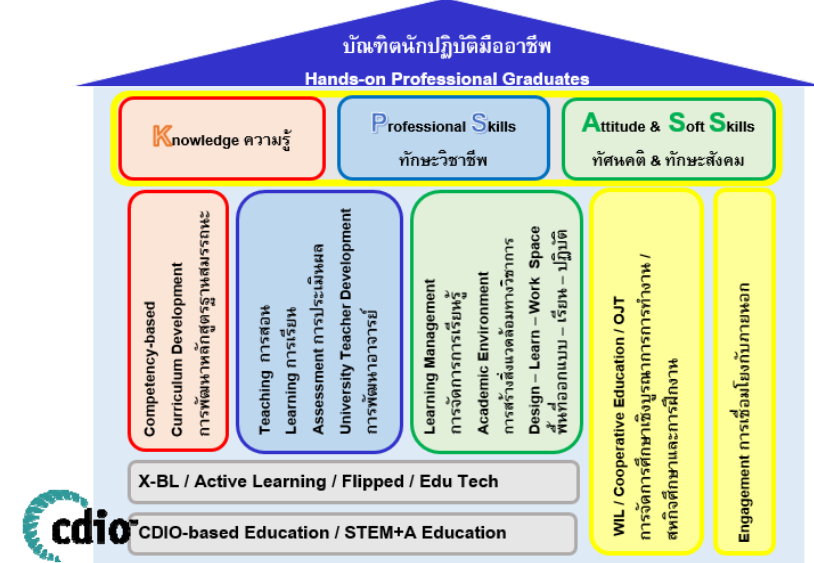 บัณฑิตนักปฏิบัติมืออาชีพ
Hands-on Professional Graduates
Knowledge ความรู้
Professional Skills
ทักษะวิชาชีพ
Attitude & Soft Skills
ทัศนคติ & ทักษะสังคม
Competency-based
Curriculum Development
การพัฒนาหลักสูตรฐานสมรรถนะ
Teaching การสอน
Learning การเรียน
Assessment การประเมินผล
University Teacher Development
การพัฒนาอาจารย์
Learning Management
การจัดการการเรียนรู้
Academic Environment
การสร้างสิ่งแวดล้อมทางวิชาการ
Design – Learn – Work Space
พื้นที่ออกแบบ – เรียน – ปฏิบัติ
WIL / Cooperative Education / OJT
การจัดการศึกษาเชิงบูรณาการการทำงาน /
สหกิจศึกษาและการฝึกงาน
Engagement การเชื่อมโยงกับภายนอก
X-BL / Active Learning / Flipped / Edu Tech
cdio™
CDIO-based Education / STEM+A Education